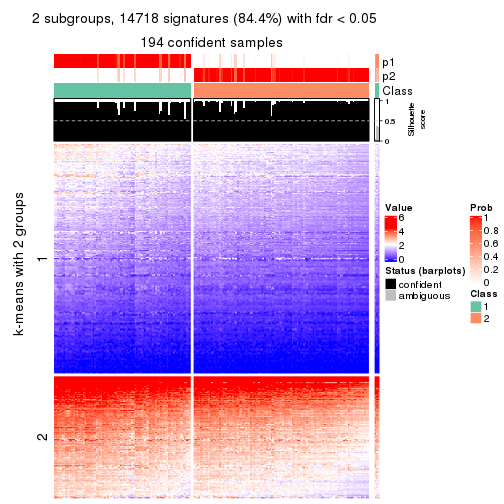 2 subgroups, 14718 signatures (84.4%) with fdr < 0.05
194 confident samples
p1
p2
Class
1
0.5
0
Silhouette
score
k-means with 2 groups
1
2
Value
6
4
2
0
Status (barplots)
confident
ambiguous
Prob
1
0.8
0.6
0.4
0.2
0
Class
1
2